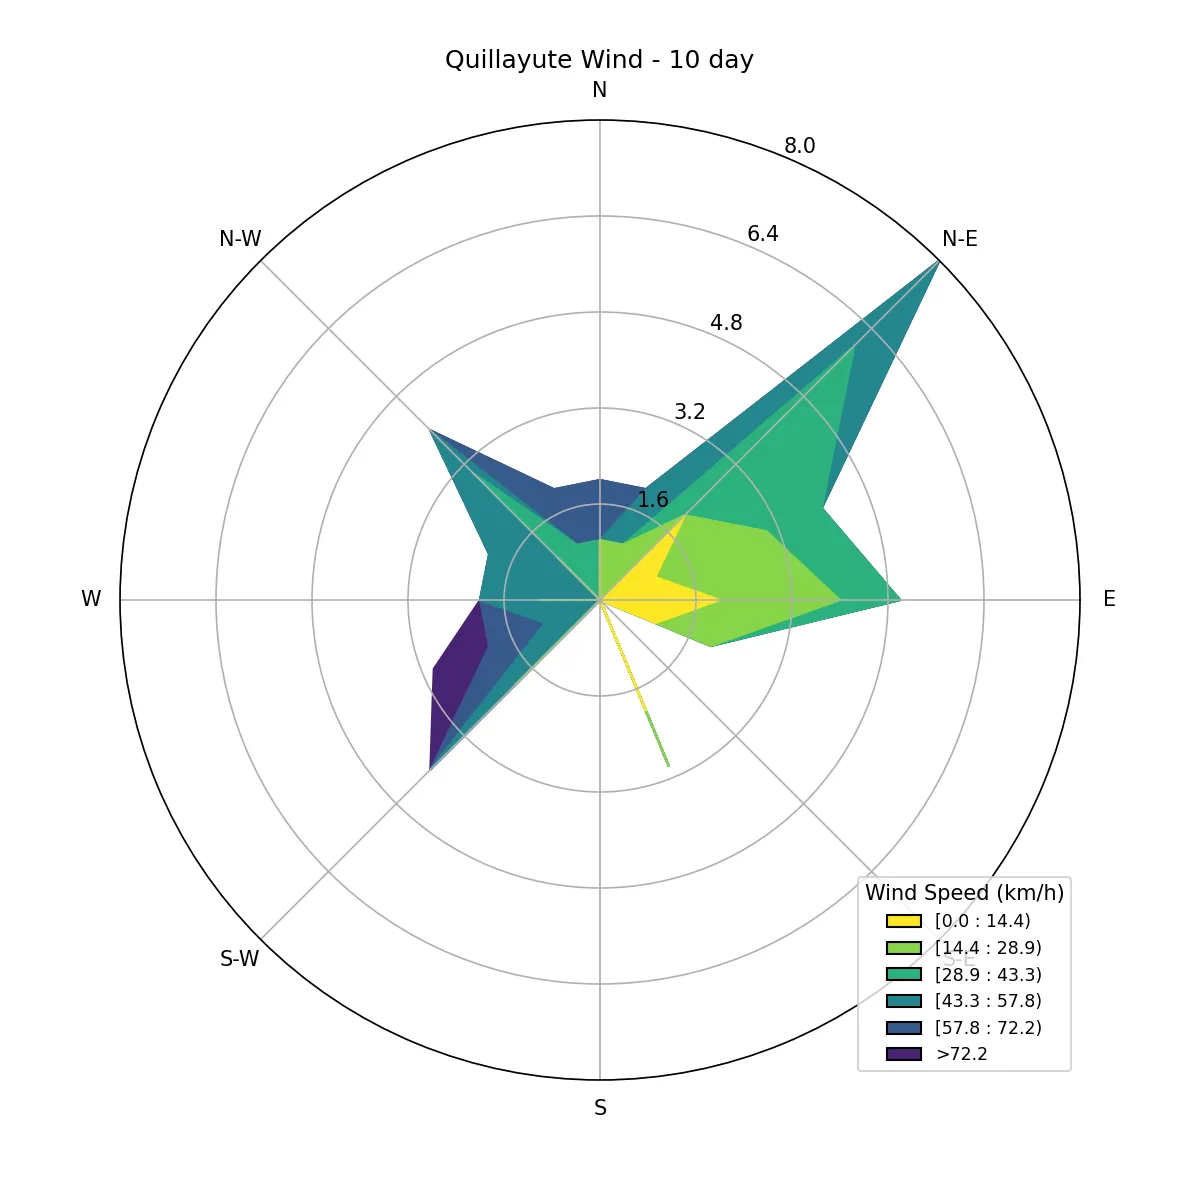 Quillayute Wind - 10 day
N
8.0
N-W
6.4
N-E
4.8
3.2
1.6
W
E
Wind Speed (km/h)
[0.0 : 14.4)
[14.4 : 28.9)
S-W
S-E
[28.9 : 43.3)
[43.3 : 57.8)
[57.8 : 72.2)
>72.2
S